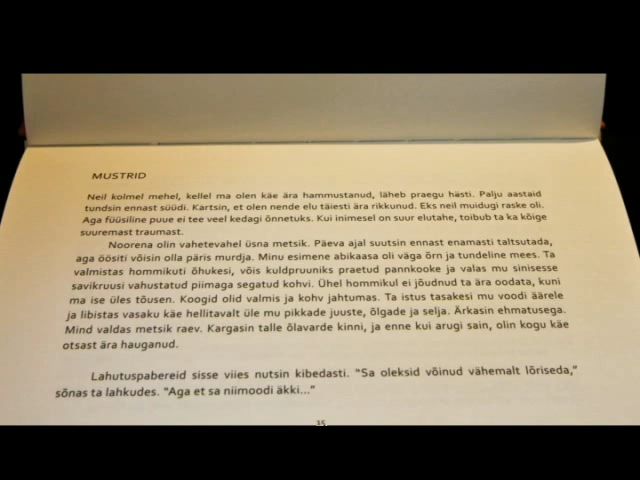 MUSTRID
Neil kolmel mehel, kellel ma olen käe ära hammustanud, läheb praegu hästi. Palju aastaid
tundsin ennast süüdi. Kartsin, et olen nende elu täiesti ära rikkunud. Eks neil muidugi raske oli.
Aga füüsiline puue ei tee veel kedagi õnnetuks. Kui inimesel on suur elutahe, toibub ta ka kõige
suuremast traumast.
Noorena olin vahetevahel üsna metsik. Päeva ajal suutsin ennast enamasti taltsutada,
aga öösiti võisin olla päris murdja. Minu esimene abikaasa oli väga õrn ja tundeline mees. Ta
valmistas hommikuti õhukesi, võis kuldpruuniks praetud pannkooke ja valas mu sinisesse
savikruusi vahustatud piimaga segatud kohvi. Ühel hommikul ei jõudnud ta ära oodata, kuni
ma ise üles tõusen. Koogid olid valmis ja kohv jahtumas. Ta istus tasakesi mu voodi äärele
ja libistas vasaku käe hellitavalt üle mu pikkade juuste, õlgade ja selja. Ärkasin ehmatusega.
Mind valdas metsik raev. Kargasin talle õlavarde kinni, ja enne kui arugi sain, olin kogu käe
otsast ära hauganud.
Lahutuspabereid sisse viies nutsin kibedasti. “Sa oleksid võinud vähemalt lõriseda,”
sõnas ta lahkudes. “Aga et sa niimoodi äkki...”
35